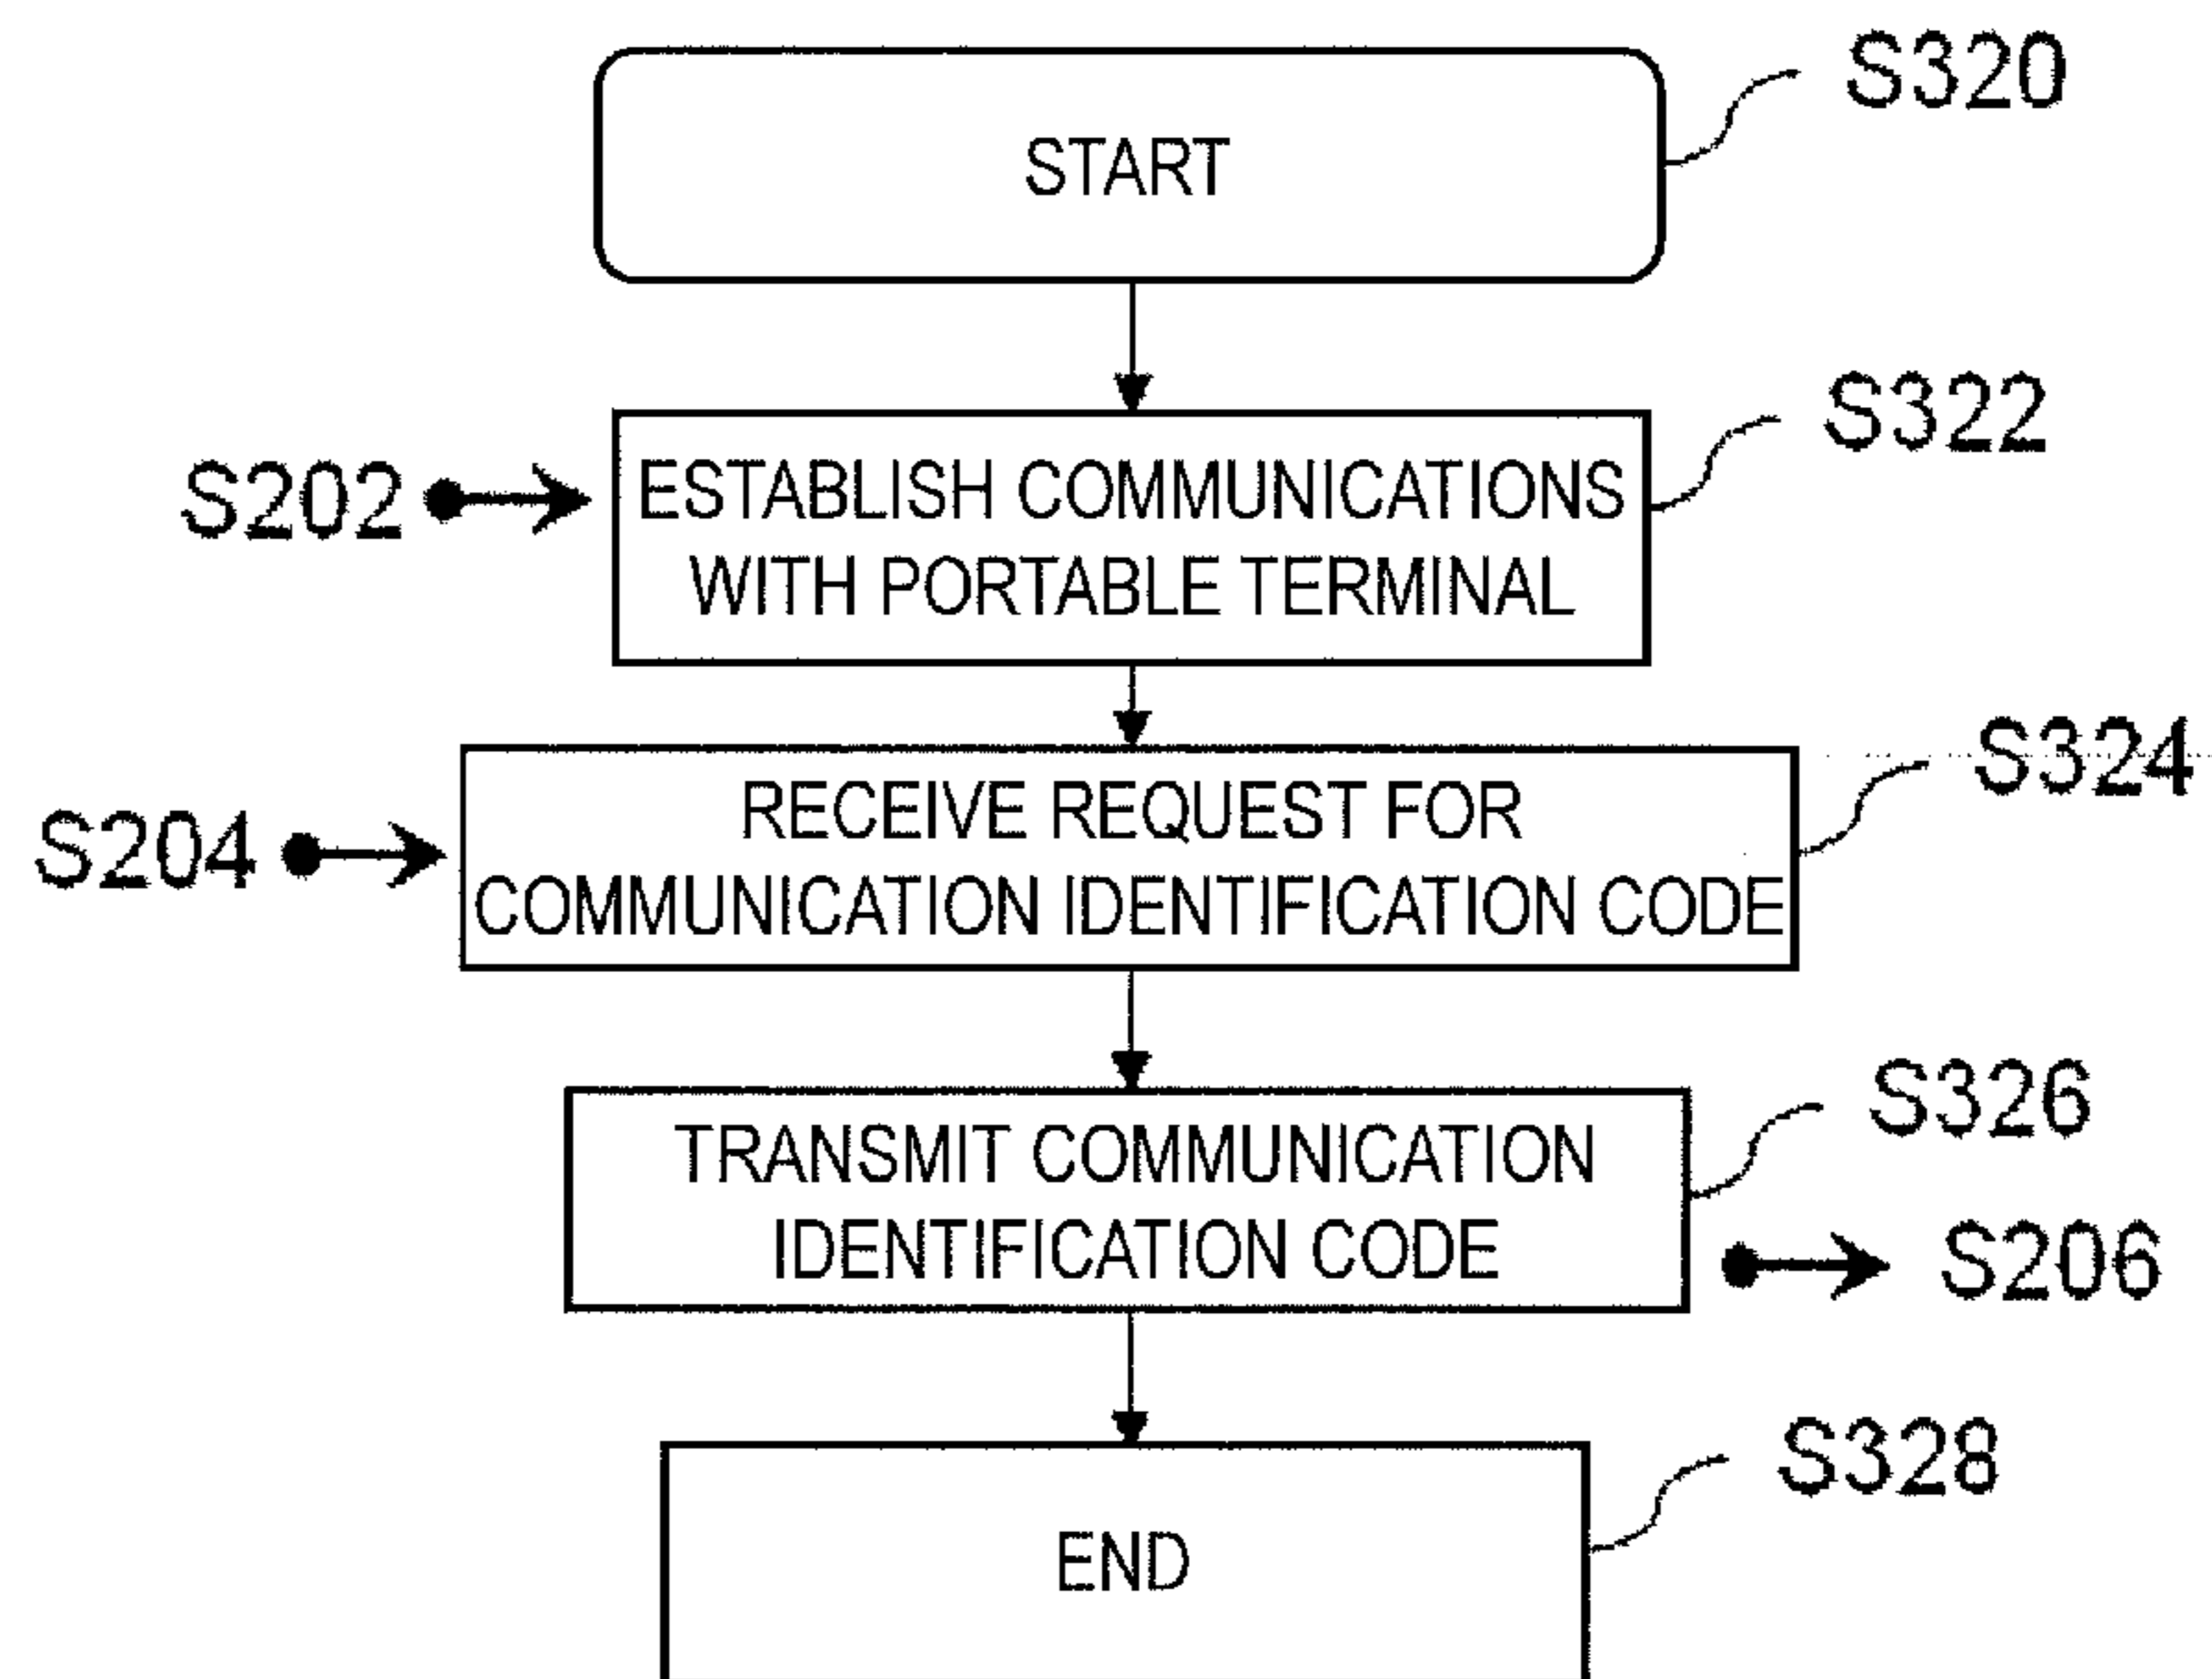 START
S320
S202
ESTABLISH COMMUNICATIONS
WITH PORTABLE TERMINAL
S322
S204
RECEIVE REQUEST FOR
COMMUNICATION IDENTIFICATION CODE
S324
TRANSMIT COMMUNICATION
IDENTIFICATION CODE
S326
S206
END
S328